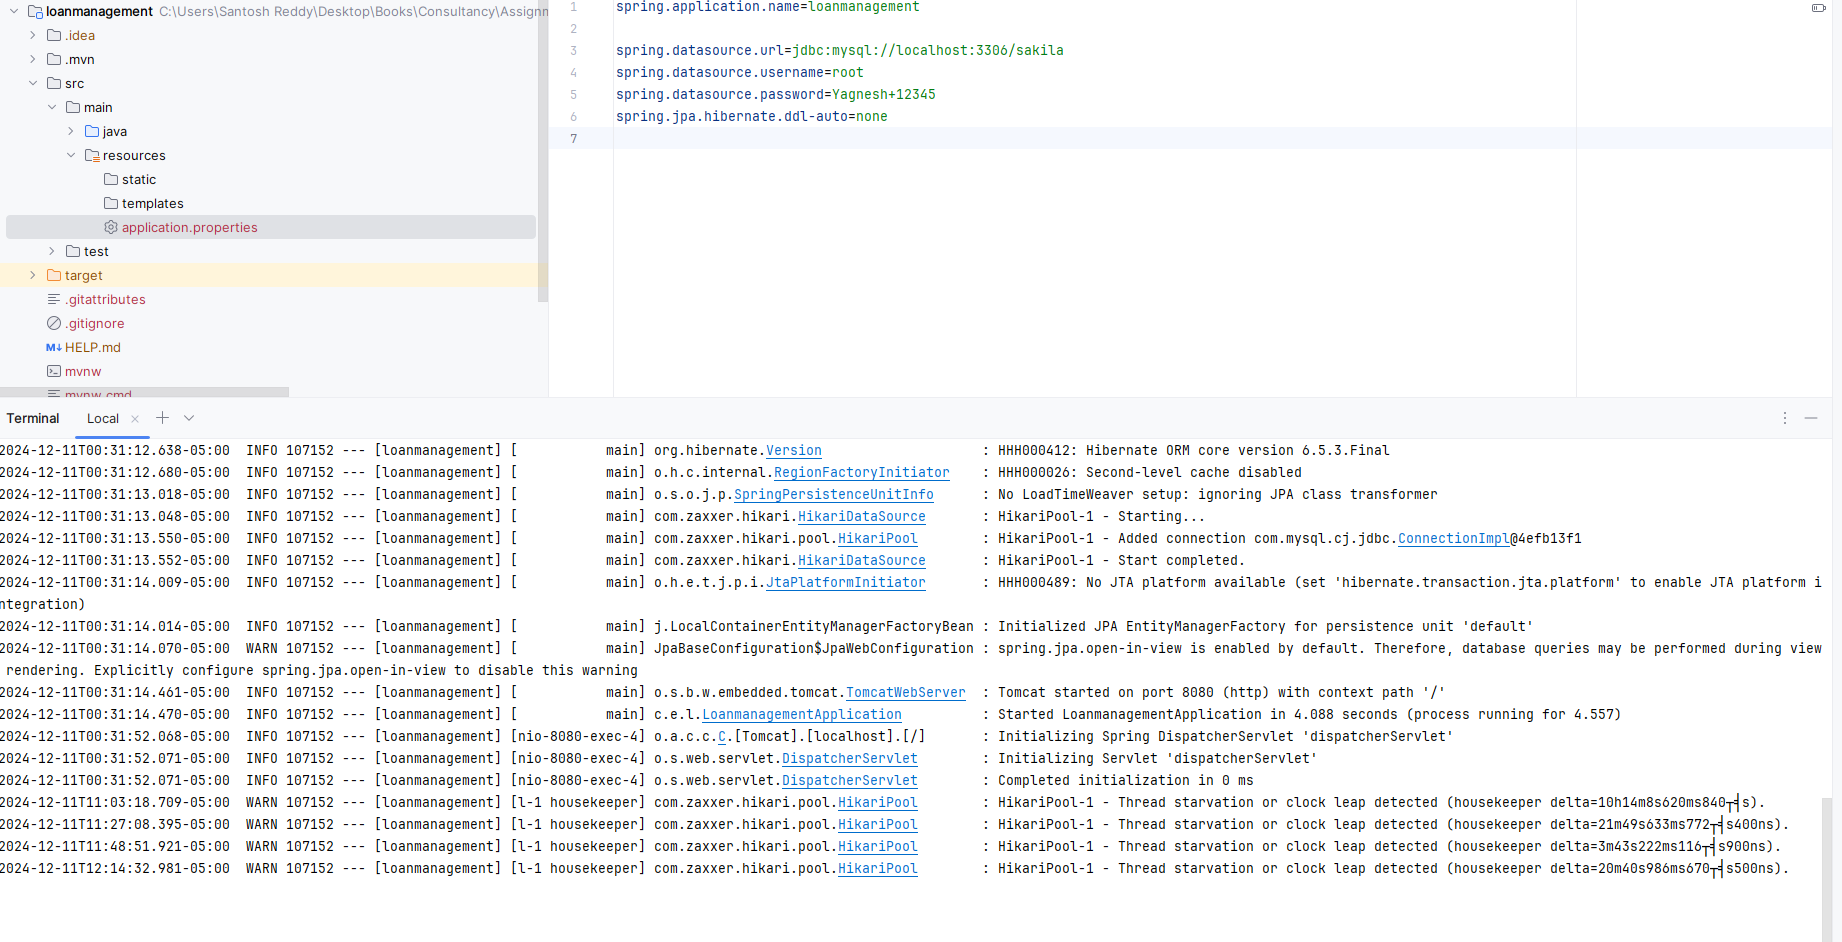 loanmanagement C:\Users\Santosh Reddy\Desktop\Books\Consultancy\Assignm
.idea
.mvn
src
main
java
resources
static
templates
application.properties
test
target
.gitattributes
.gitignore
M↓ HELP.md
mvnw
mvnw.cmd
1 spring.application.name=loanmanagement
2
3 spring.datasource.url=jdbc:mysql://localhost:3306/sakila
4 spring.datasource.username=root
5 spring.datasource.password=Yagnesh+12345
6 spring.jpa.hibernate.ddl-auto=none
7
Terminal Local
2024-12-11T00:31:12.638-05:00  INFO 107152 --- [loanmanagement] [           main] org.hibernate.Version                    : HHH000412: Hibernate ORM core version 6.5.3.Final
2024-12-11T00:31:12.680-05:00  INFO 107152 --- [loanmanagement] [           main] o.h.c.internal.RegionFactoryInitiator    : HHH000026: Second-level cache disabled
2024-12-11T00:31:13.018-05:00  INFO 107152 --- [loanmanagement] [           main] o.s.o.j.p.SpringPersistenceUnitInfo      : No LoadTimeWeaver setup: ignoring JPA class transformer
2024-12-11T00:31:13.048-05:00  INFO 107152 --- [loanmanagement] [           main] com.zaxxer.hikari.HikariDataSource       : HikariPool-1 - Starting...
2024-12-11T00:31:13.550-05:00  INFO 107152 --- [loanmanagement] [           main] com.zaxxer.hikari.pool.HikariPool        : HikariPool-1 - Added connection com.mysql.cj.jdbc.ConnectionImpl@4efb13f1
2024-12-11T00:31:13.552-05:00  INFO 107152 --- [loanmanagement] [           main] com.zaxxer.hikari.HikariDataSource       : HikariPool-1 - Start completed.
2024-12-11T00:31:14.009-05:00  INFO 107152 --- [loanmanagement] [           main] o.h.e.t.j.p.i.JtaPlatformInitiator       : HHH000489: No JTA platform available (set 'hibernate.transaction.jta.platform' to enable JTA platform i
ntegration)
2024-12-11T00:31:14.014-05:00  INFO 107152 --- [loanmanagement] [           main] j.LocalContainerEntityManagerFactoryBean : Initialized JPA EntityManagerFactory for persistence unit 'default'
2024-12-11T00:31:14.070-05:00  WARN 107152 --- [loanmanagement] [           main] JpaBaseConfiguration$JpaWebConfiguration : spring.jpa.open-in-view is enabled by default. Therefore, database queries may be performed during view
rendering. Explicitly configure spring.jpa.open-in-view to disable this warning
2024-12-11T00:31:14.461-05:00  INFO 107152 --- [loanmanagement] [           main] o.s.b.w.embedded.tomcat.TomcatWebServer  : Tomcat started on port 8080 (http) with context path '/'
2024-12-11T00:31:14.470-05:00  INFO 107152 --- [loanmanagement] [           main] c.e.l.LoanmanagementApplication          : Started LoanmanagementApplication in 4.088 seconds (process running for 4.557)
2024-12-11T00:31:52.068-05:00  INFO 107152 --- [loanmanagement] [nio-8080-exec-4] o.a.c.c.C.[Tomcat].[localhost].[/]       : Initializing Spring DispatcherServlet 'dispatcherServlet'
2024-12-11T00:31:52.071-05:00  INFO 107152 --- [loanmanagement] [nio-8080-exec-4] o.s.web.servlet.DispatcherServlet        : Initializing Servlet 'dispatcherServlet'
2024-12-11T00:31:52.071-05:00  INFO 107152 --- [loanmanagement] [nio-8080-exec-4] o.s.web.servlet.DispatcherServlet        : Completed initialization in 0 ms
2024-12-11T11:03:18.709-05:00  WARN 107152 --- [loanmanagement] [l-1 housekeeper] com.zaxxer.hikari.pool.HikariPool        : HikariPool-1 - Thread starvation or clock leap detected (housekeeper delta=10h14m8s620ms840┬╡s).
2024-12-11T11:27:08.395-05:00  WARN 107152 --- [loanmanagement] [l-1 housekeeper] com.zaxxer.hikari.pool.HikariPool        : HikariPool-1 - Thread starvation or clock leap detected (housekeeper delta=21m49s633ms772┬╡s400ns).
2024-12-11T11:48:51.921-05:00  WARN 107152 --- [loanmanagement] [l-1 housekeeper] com.zaxxer.hikari.pool.HikariPool        : HikariPool-1 - Thread starvation or clock leap detected (housekeeper delta=3m43s222ms116┬╡s900ns).
2024-12-11T12:14:32.981-05:00  WARN 107152 --- [loanmanagement] [l-1 housekeeper] com.zaxxer.hikari.pool.HikariPool        : HikariPool-1 - Thread starvation or clock leap detected (housekeeper delta=20m40s986ms670┬╡s500ns).